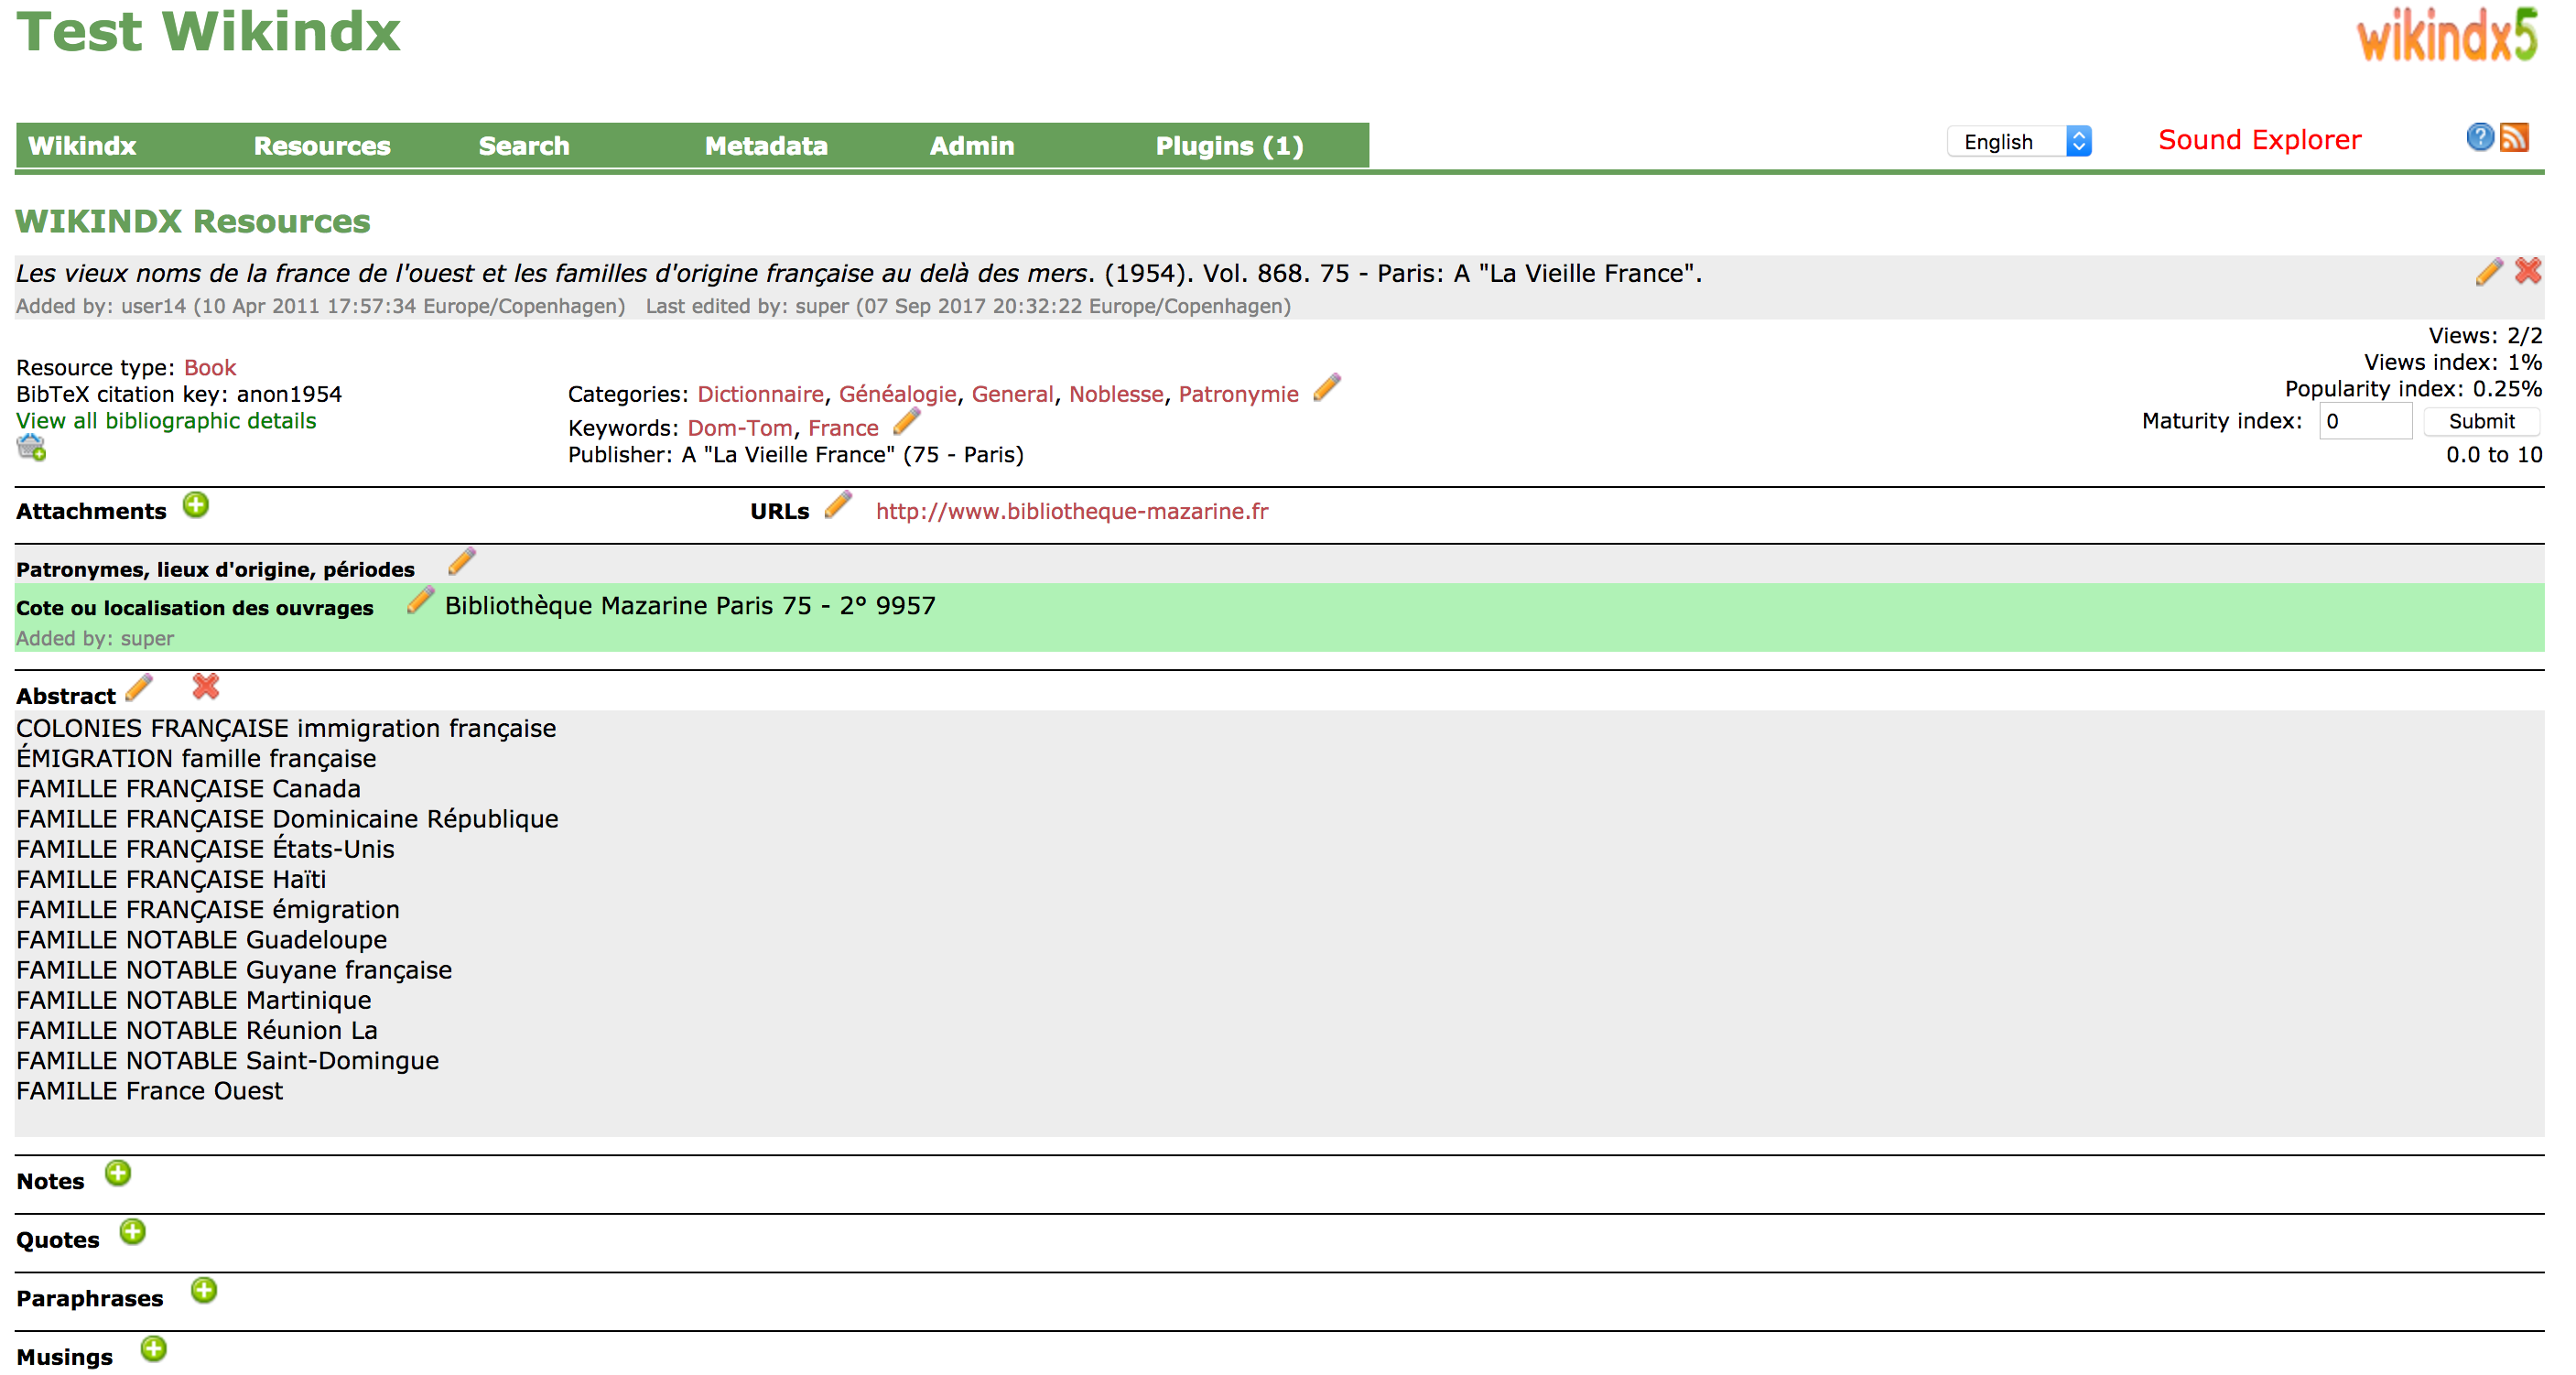 Test Wikindx
wikindx5
Wikindx Resources Search Metadata Admin Plugins (1)
English
Sound Explorer
?
WIKINDX Resources
Les vieux noms de la france de l'ouest et les familles d'origine française au delà des mers. (1954). Vol. 868. 75 - Paris: A "La Vieille France".
Added by: user14 (10 Apr 2011 17:57:34 Europe/Copenhagen) Last edited by: super (07 Sep 2017 20:32:22 Europe/Copenhagen)
Resource type: Book
BibTeX citation key: anon1954
View all bibliographic details
Categories: Dictionnaire, Généalogie, General, Noblesse, Patronymie
Keywords: Dom-Tom, France
Publisher: A "La Vieille France" (75 - Paris)
Views: 2/2
Views index: 1%
Popularity index: 0.25%
Maturity index: 0 Submit
0.0 to 10
Attachments
URLs http://www.bibliotheque-mazarine.fr
Patronymes, lieux d'origine, périodes
Cote ou localisation des ouvrages Bibliothèque Mazarine Paris 75 - 2° 9957
Added by: super
Abstract
COLONIES FRANÇAISE immigration française
ÉMIGRATION famille française
FAMILLE FRANÇAISE Canada
FAMILLE FRANÇAISE Dominicaine République
FAMILLE FRANÇAISE États-Unis
FAMILLE FRANÇAISE Haïti
FAMILLE FRANÇAISE émigration
FAMILLE NOTABLE Guadeloupe
FAMILLE NOTABLE Guyane française
FAMILLE NOTABLE Martinique
FAMILLE NOTABLE Réunion La
FAMILLE NOTABLE Saint-Domingue
FAMILLE France Ouest
Notes
Quotes
Paraphrases
Musings